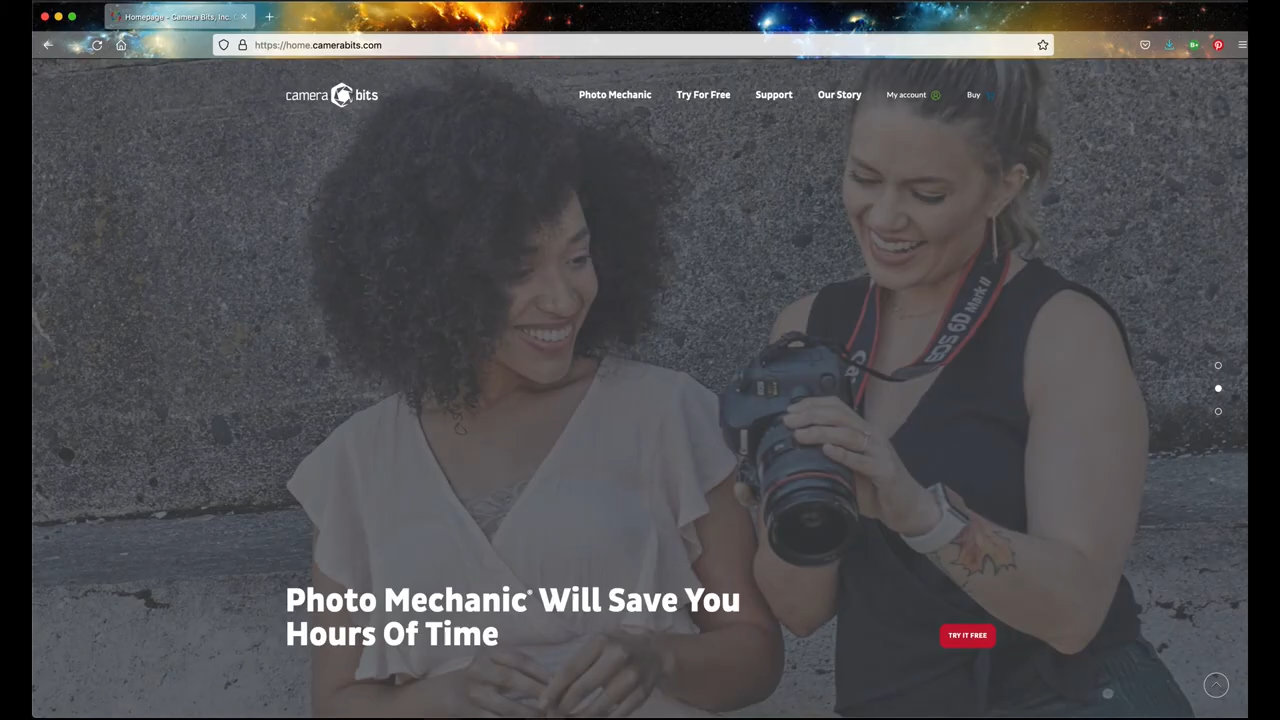 Homepage - Camera Bits, Inc.
https://home.camerabits.com
camera bits
Photo Mechanic
Try For Free
Support
Our Story
My account
Buy
EOS 6D Mark II
Photo Mechanic® Will Save You
Hours Of Time
TRY IT FREE